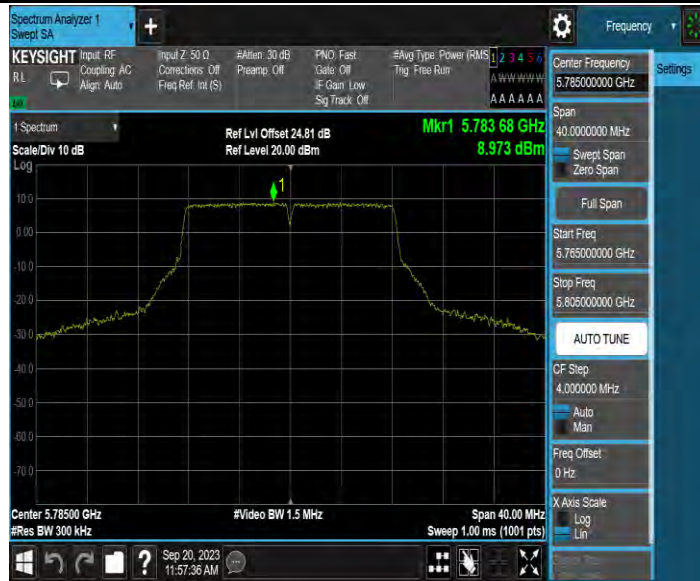 Spectrum Analyzer 1
Swept SA
+
Frequency
KEYSIGHT
RL
Input: RF
Coupling: AC
Align: Auto
Input Z: 50 Ω
Corrections: Off
Freq Ref: Int (S)
#Atten: 30 dB
Preamp: Off
PNO: Fast
Gate: Off
IF Gain: Low
Sig Track: Off
#Avg Type: Power (RMS
Trig: Free Run
1 2 3 4 5 6
A W W W W W
A A A A A A
1 Spectrum
Scale/Div 10 dB
Ref Lvl Offset 24.81 dB
Ref Level 20.00 dBm
Mkr1 5.783 68 GHz
8.973 dBm
Log
1
10.0
0.00
-10.0
-20.0
-30.0
-40.0
-50.0
-60.0
-70.0
Center 5.78500 GHz
#Video BW 1.5 MHz
Span 40.00 MHz
#Res BW 300 kHz
Sweep 1.00 ms (1001 pts)
?
Sep 20, 2023
11:57:36 AM
Center Frequency
5.785000000 GHz
Settings
Span
40.0000000 MHz
Swept Span
Zero Span
Full Span
Start Freq
5.765000000 GHz
Stop Freq
5.805000000 GHz
AUTO TUNE
CF Step
4.000000 MHz
Auto
Man
Freq Offset
0 Hz
X Axis Scale
Log
Lin